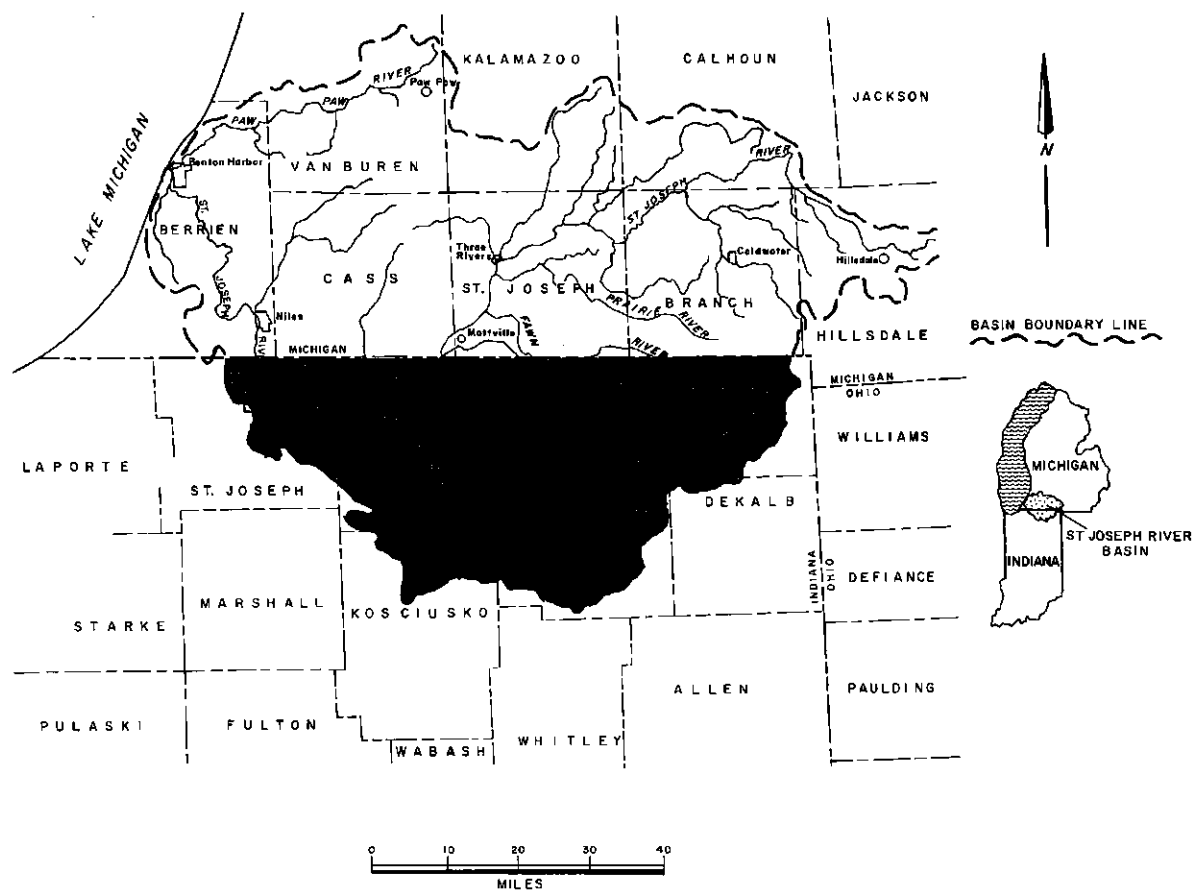 KALAMAZOO
CALHOUN
JACKSON
RIVER
Paw Paw
PAW
PAW
LAKE MICHIGAN
Benton Harbor
VAN BUREN
RIVER
ST JOSEPH
ST.
BERRIEN
JOSEPH
Three
Rivers
Coldwater
Hillsdale
CASS
ST. JOSEPH
PRAIRIE
RIVER
BRANCH
Niles
RIVER
FAWN
RIVER
MICHIGAN
HILLSDALE
BASIN BOUNDARY LINE
N
MICHIGAN
OHIO
WILLIAMS
LAPORTE
ST. JOSEPH
DEKALB
MICHIGAN
ST JOSEPH RIVER
BASIN
INDIANA
INDIANA
OHIO
DEFIANCE
MARSHALL
KOSCIUSKO
STARKE
ALLEN
PAULDING
PULASKI
FULTON
WABASH
WHITLEY
0 10 20 30 40
MILES